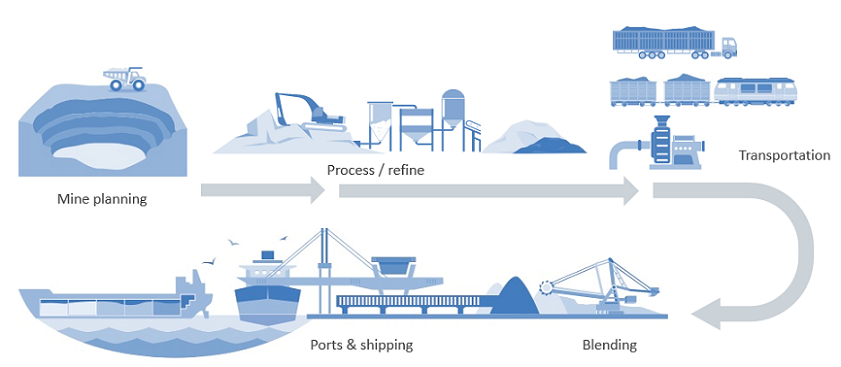 Mine planning
Process / refine
Transportation
Ports & shipping
Blending